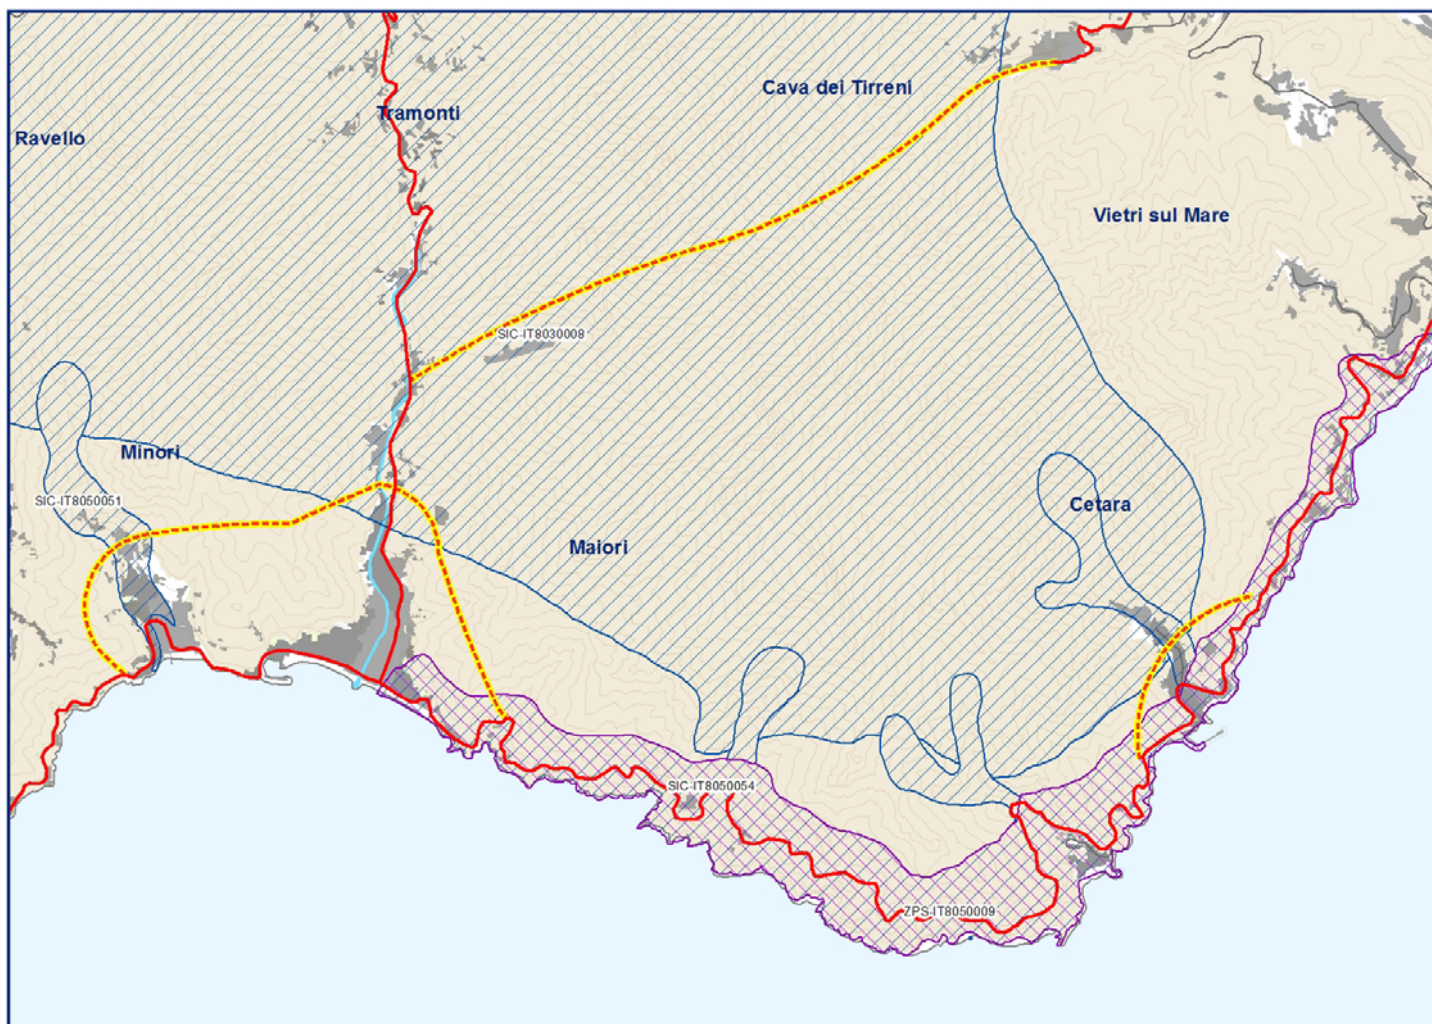 Cava dei Tirreni
Tramonti
Ravello
Vietri sul Mare
SIC-IT8030008
Minori
SIC-IT8050051
Cetara
Maiori
SIC-IT8050054
ZPS-IT8050009